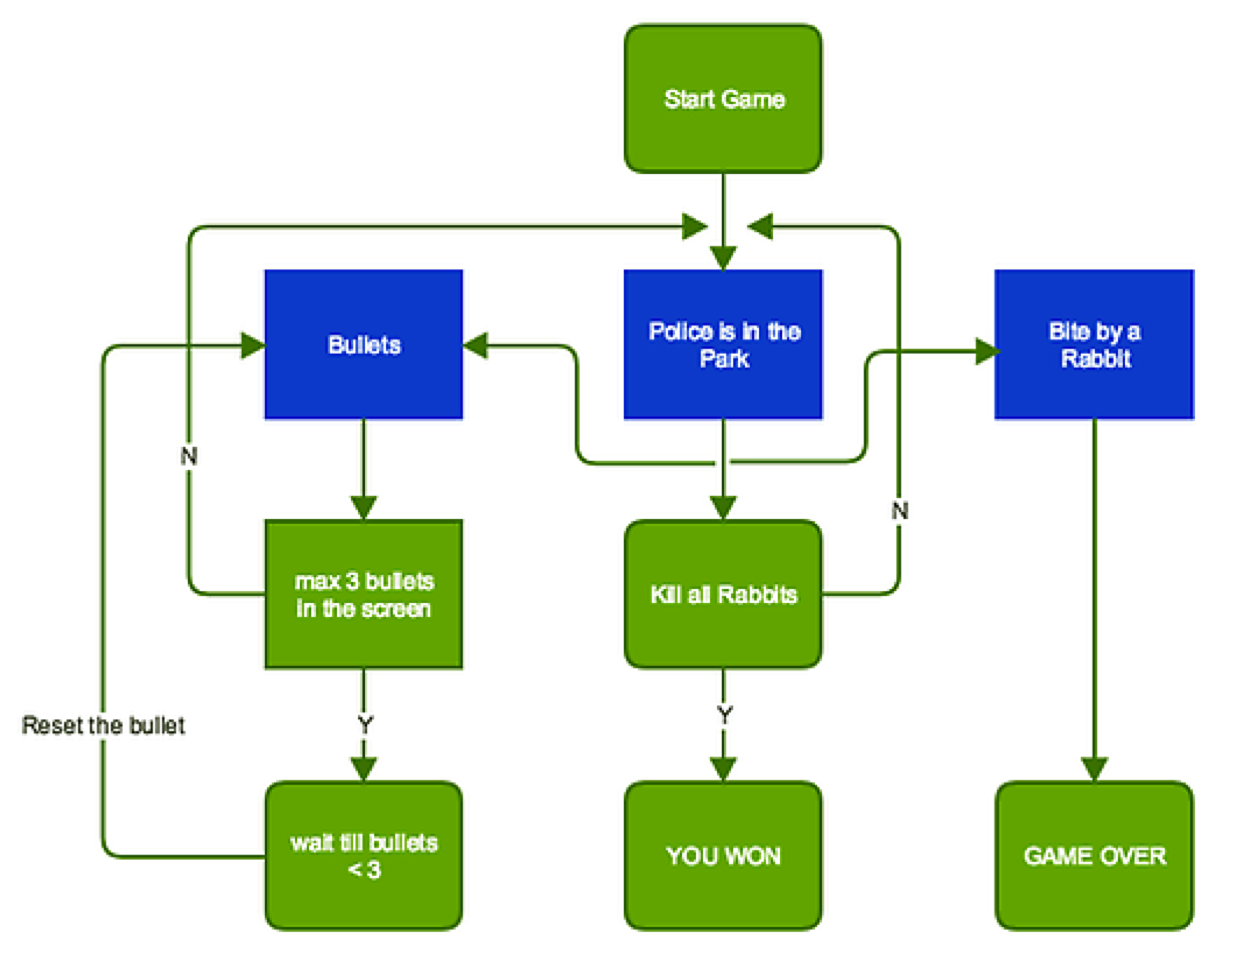 Start Game
Bullets
Police is in the
Park
Bite by a
Rabbit
N
N
max 3 bullets
in the screen
Kill all Rabbits
Reset the bullet
Y
Y
wait till bullets
< 3
YOU WON
GAME OVER